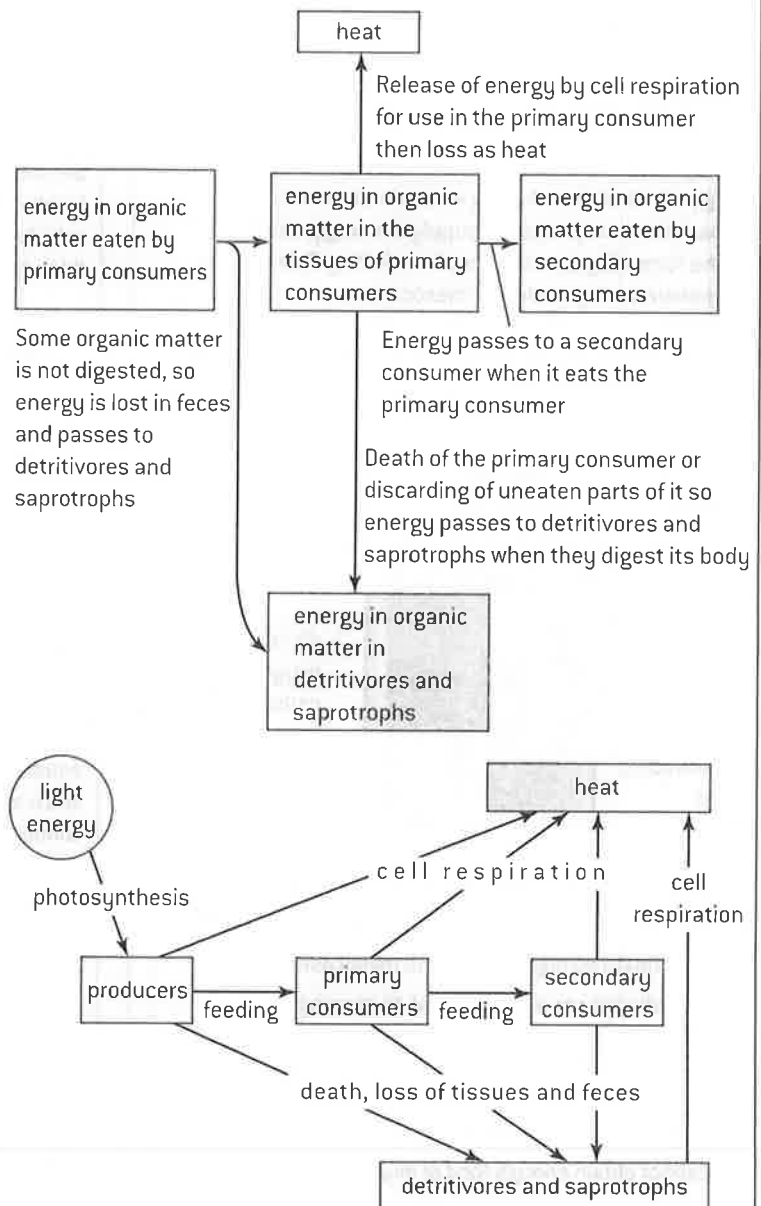 heat
Release of energy by cell respiration
for use in the primary consumer
then loss as heat
energy in organic
matter eaten by
primary consumers
energy in organic
matter in the
tissues of primary
consumers
energy in organic
matter eaten by
secondary
consumers
Some organic matter
is not digested, so
energy is lost in feces
and passes to
detritivores and
saprotrophs
Energy passes to a secondary
consumer when it eats the
primary consumer
Death of the primary consumer or
discarding of uneaten parts of it so
energy passes to detritivores and
saprotrophs when they digest its body
energy in organic
matter in
detritivores and
saprotrophs
light
energy
heat
photosynthesis
cell respiration
cell
respiration
producers
feeding
primary
consumers
feeding
secondary
consumers
death, loss of tissues and feces
detritivores and saprotrophs